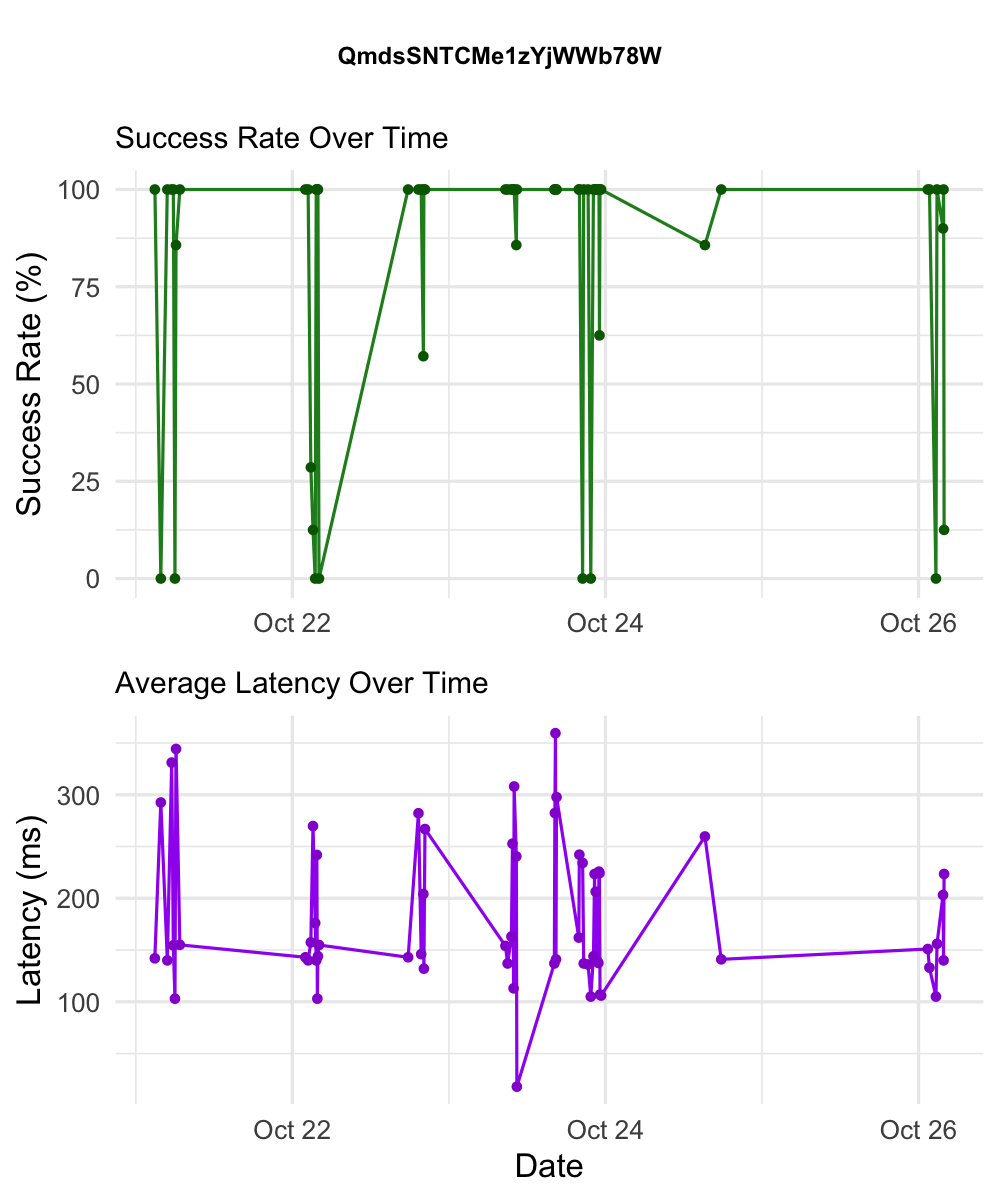 QmdsSNTCMe1zYjWWb78W
Success Rate Over Time
Success Rate (%)
100
75
50
25
0
Oct 22 Oct 24 Oct 26
Average Latency Over Time
Latency (ms)
300
200
100
Oct 22 Oct 24 Oct 26
Date